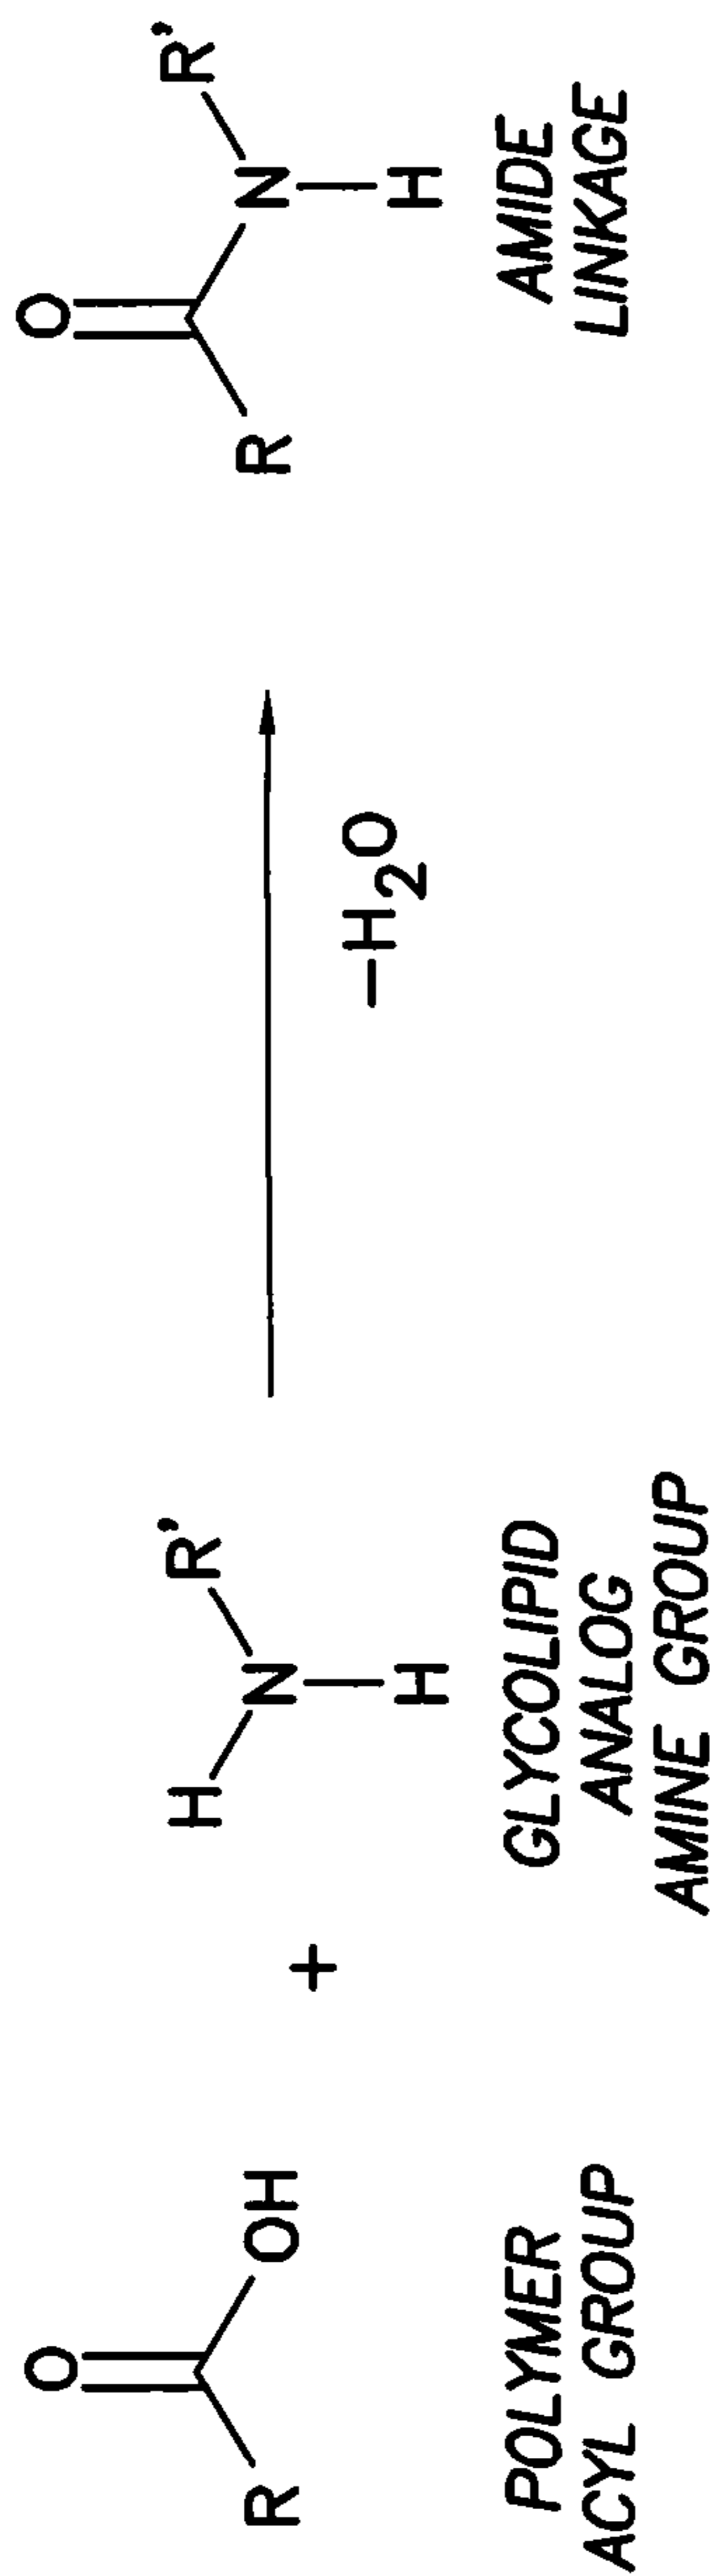 O
R
OH
POLYMER
ACYL GROUP
+
H
N
R'
H
GLYCOLIPID
ANALOG
AMINE GROUP
-H2O
O
R
N
R'
H
AMIDE
LINKAGE